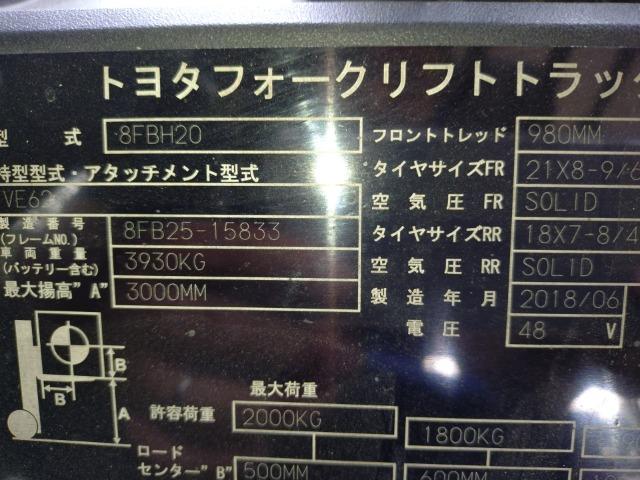 トヨタフォークリフトトラック
型 式 8FBH20 フロントトレッド 980MM
特型型式・アタッチメント型式 タイヤサイズFR 21X8-9/6
VE62 空気圧 FR SOLID
製造番号 (フレームNO.) 8FB25-15833 タイヤサイズRR 18X7-8/4
車両重量 (バッテリー含む) 3930KG 空気圧 RR SOLID
最大揚高"A" 3000MM 製造年月 2018/06
電圧 48 V
B
B
A
最大荷重
許容荷重 2000KG 1800KG
ロード
センター"B" 500MM 600MM